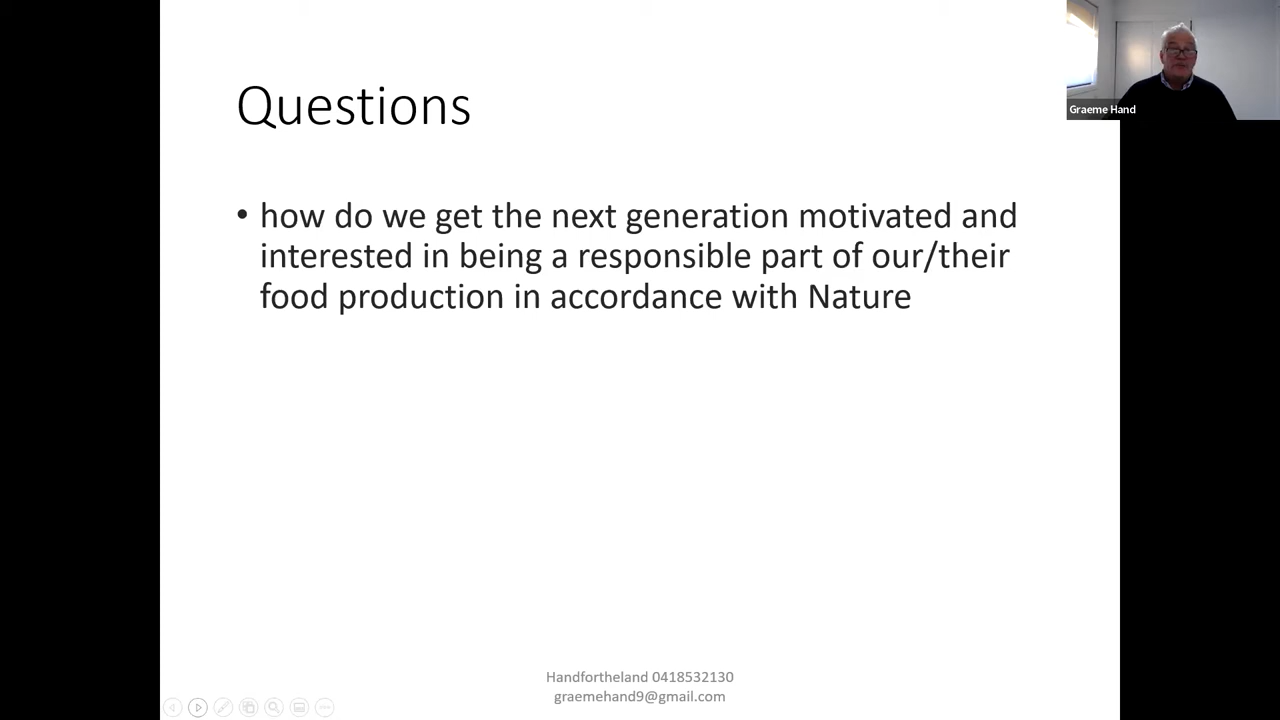 Questions
• how do we get the next generation motivated and
interested in being a responsible part of our/their
food production in accordance with Nature
Graeme Hand
Handfortheland 0418532130
graemehand9@gmail.com